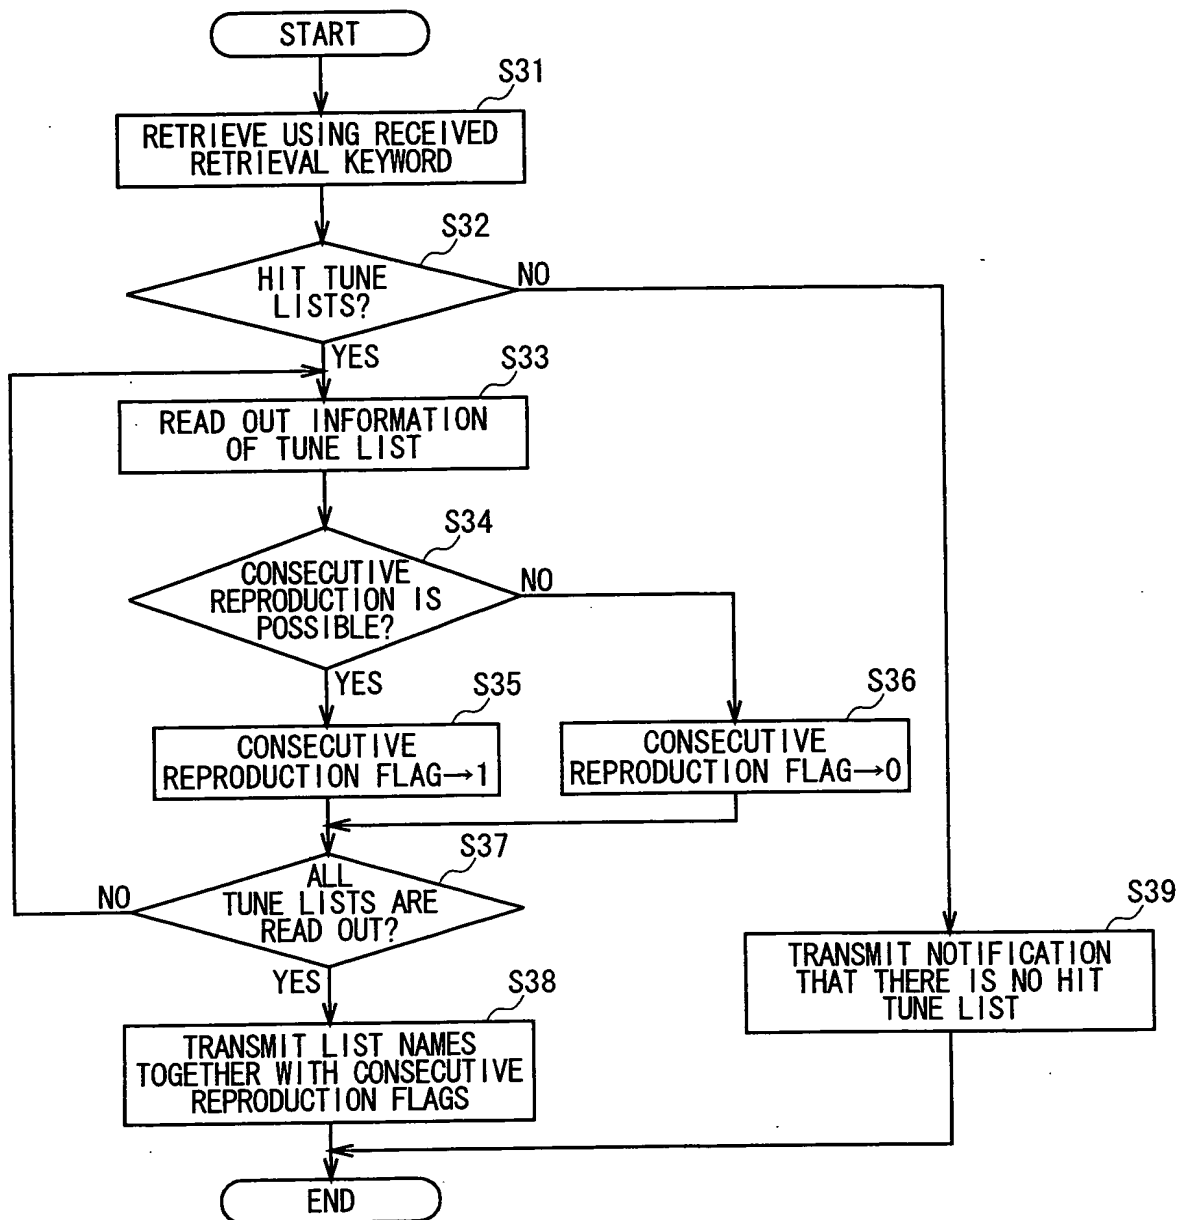 START
S31
RETRIEVE USING RECEIVED
RETRIEVAL KEYWORD
S32
HIT TUNE
LISTS?
NO
YES
S33
READ OUT INFORMATION
OF TUNE LIST
S34
CONSECUTIVE
REPRODUCTION IS
POSSIBLE?
NO
YES
S35
CONSECUTIVE
REPRODUCTION FLAG→1
S36
CONSECUTIVE
REPRODUCTION FLAG→0
S37
ALL
TUNE LISTS ARE
READ OUT?
NO
YES
S38
TRANSMIT LIST NAMES
TOGETHER WITH CONSECUTIVE
REPRODUCTION FLAGS
S39
TRANSMIT NOTIFICATION
THAT THERE IS NO HIT
TUNE LIST
END